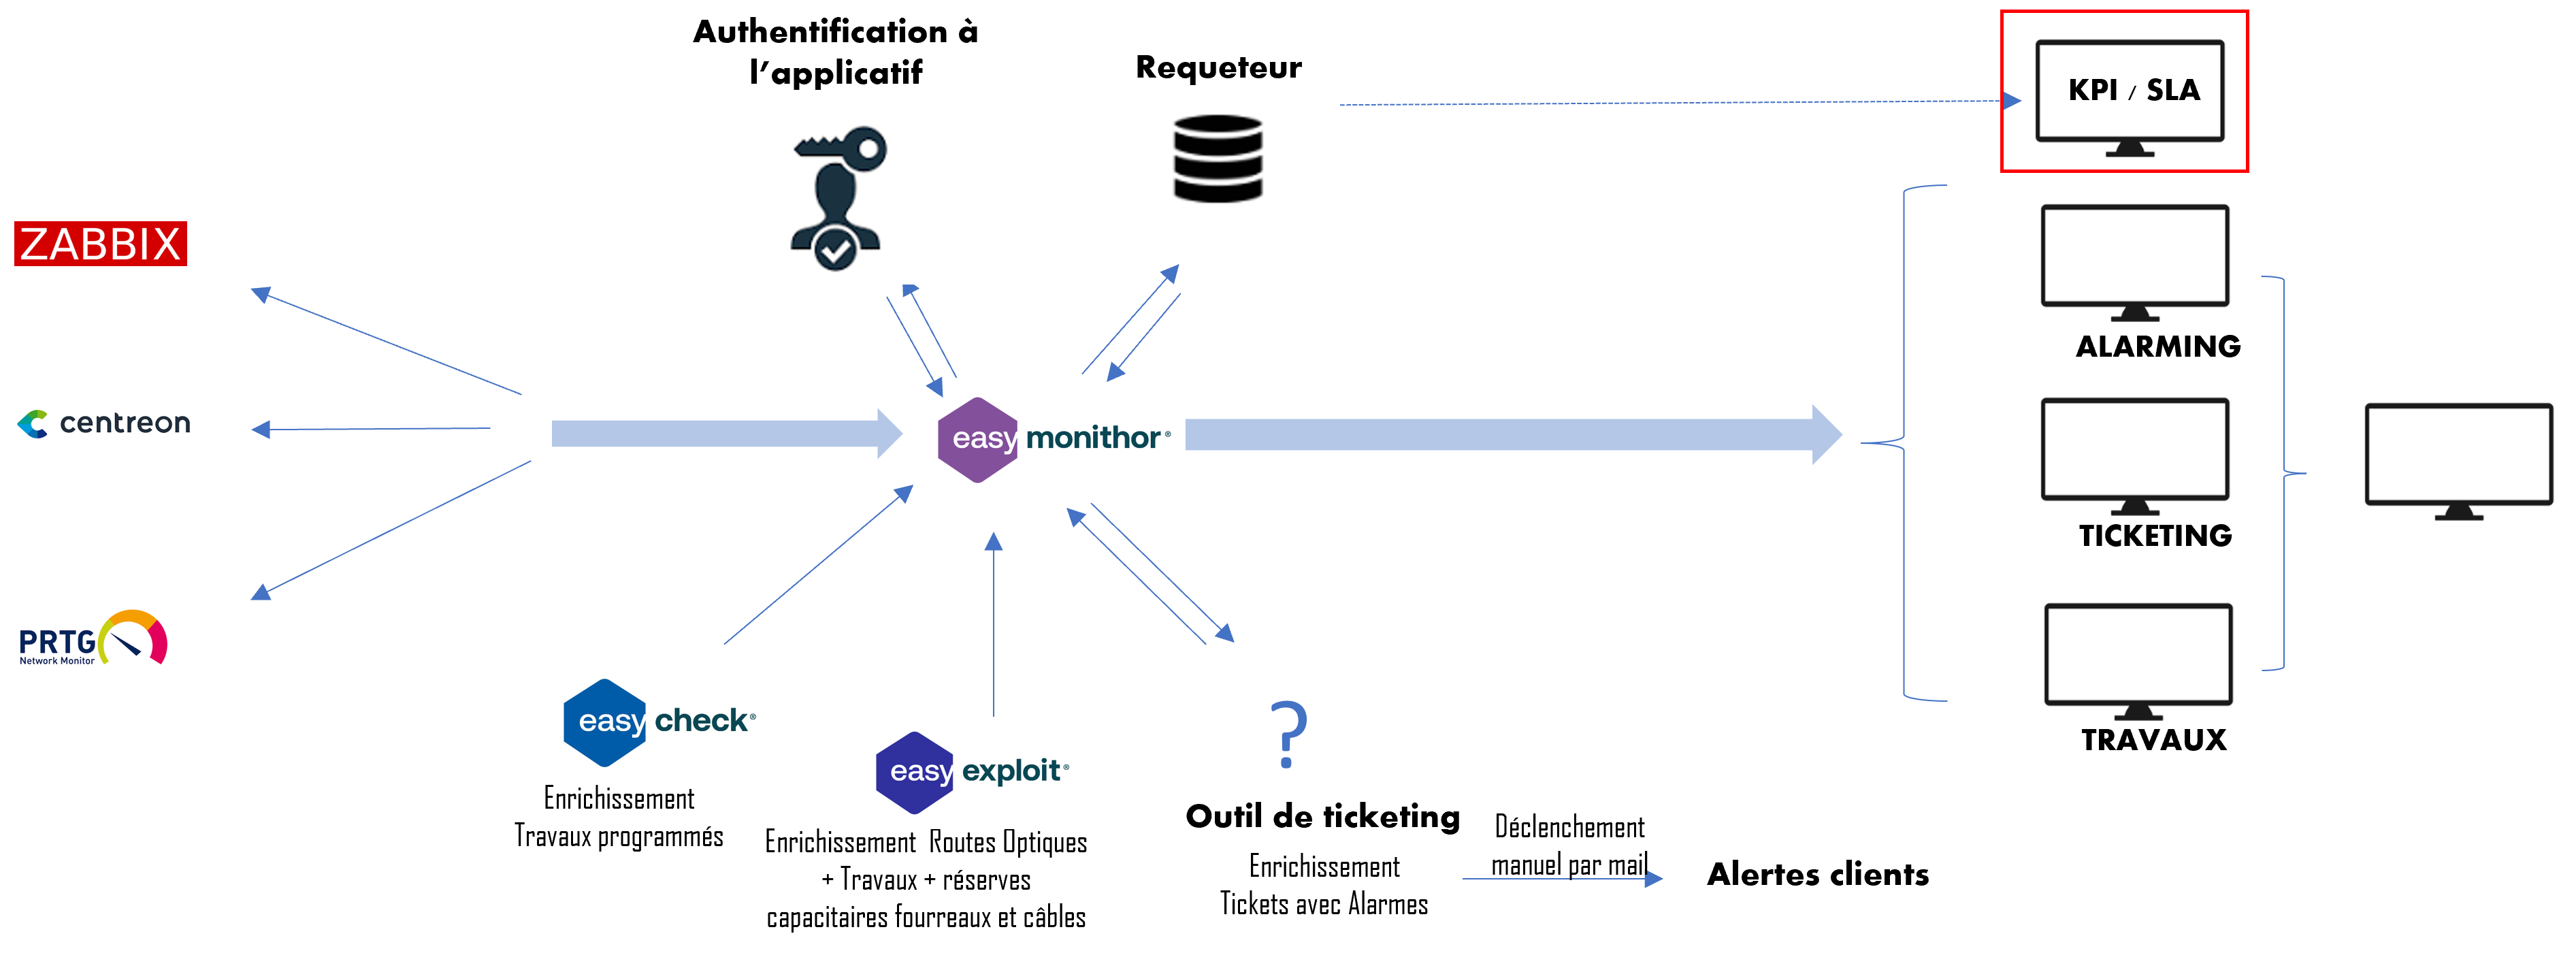 Authentification à
l’applicatif
Requeteur
KPI / SLA
ZABBIX
ALARMING
centreon
easy monithor®
TICKETING
PRTG
Network Monitor
easy check®
Enrichissement
Travaux programmés
easy exploit®
Enrichissement Routes Optiques
+ Travaux + réserves
capacitaires fourreaux et câbles
?
Outil de ticketing
Enrichissement
Tickets avec Alarmes
Déclenchement
manuel par mail
Alertes clients
TRAVAUX